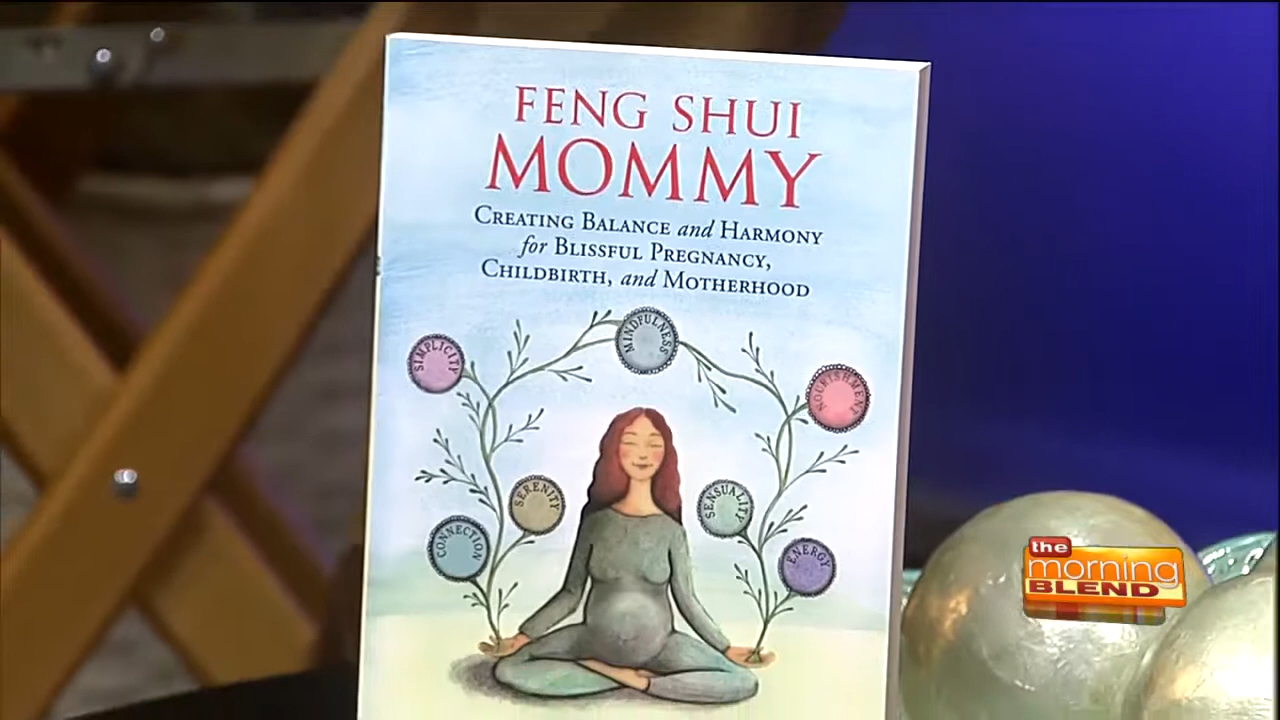 FENG SHUI
MOMMY
CREATING BALANCE and HARMONY
for BLISSFUL PREGNANCY,
CHILDBIRTH, and MOTHERHOOD
MINDFULNESS
SIMPLICITY
NOURISHMENT
SERENITY
SENSUALITY
CONNECTION
ENERGY
the
morning
BLEND